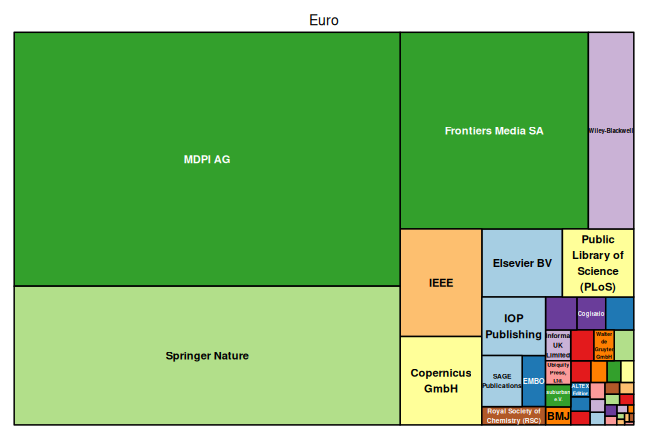 Euro
MDPI AG
Frontiers Media SA
Wiley-Blackwell
Springer Nature
IEEE
Elsevier BV
Public
Library of
Science
(PLoS)
Copernicus
GmbH
IOP
Publishing
Cogitatio
Informa
UK
Limited
Walter
de
Gruyter
GmbH
SAGE
Publications
EMBO
Ubiquity
Press,
Ltd.
ALTEX
Edition
Royal Society of
Chemistry (RSC)
BMJ